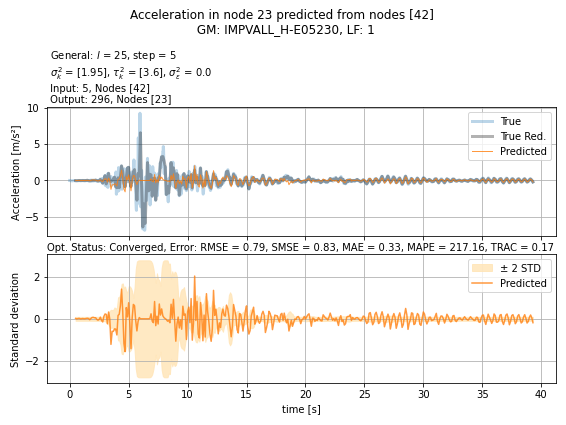 Acceleration in node 23 predicted from nodes [42]
GM: IMPVALL_H-E05230, LF: 1
General: l = 25, step = 5
σ²ₖ = [1.95], τ²ₖ = [3.6], σ²ε = 0.0
Input: 5, Nodes [42]
Output: 296, Nodes [23]
10
5
0
−5
Acceleration [m/s²]
True
True Red.
Predicted
Opt. Status: Converged, Error: RMSE = 0.79, SMSE = 0.83, MAE = 0.33, MAPE = 217.16, TRAC = 0.17
2
0
−2
Standard deviation
± 2 STD
Predicted
0 5 10 15 20 25 30 35 40
time [s]